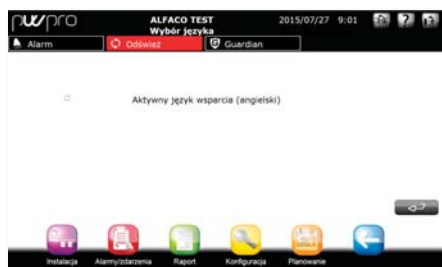 pwpro ALFACO TEST 2015/07/27 9:01
Wybór języka
Alarm Odśwież Guardian
Aktywny język wsparcia (angielski)
Instalacja Alarmy/zdarzenia Raport Konfiguracja Planowanie